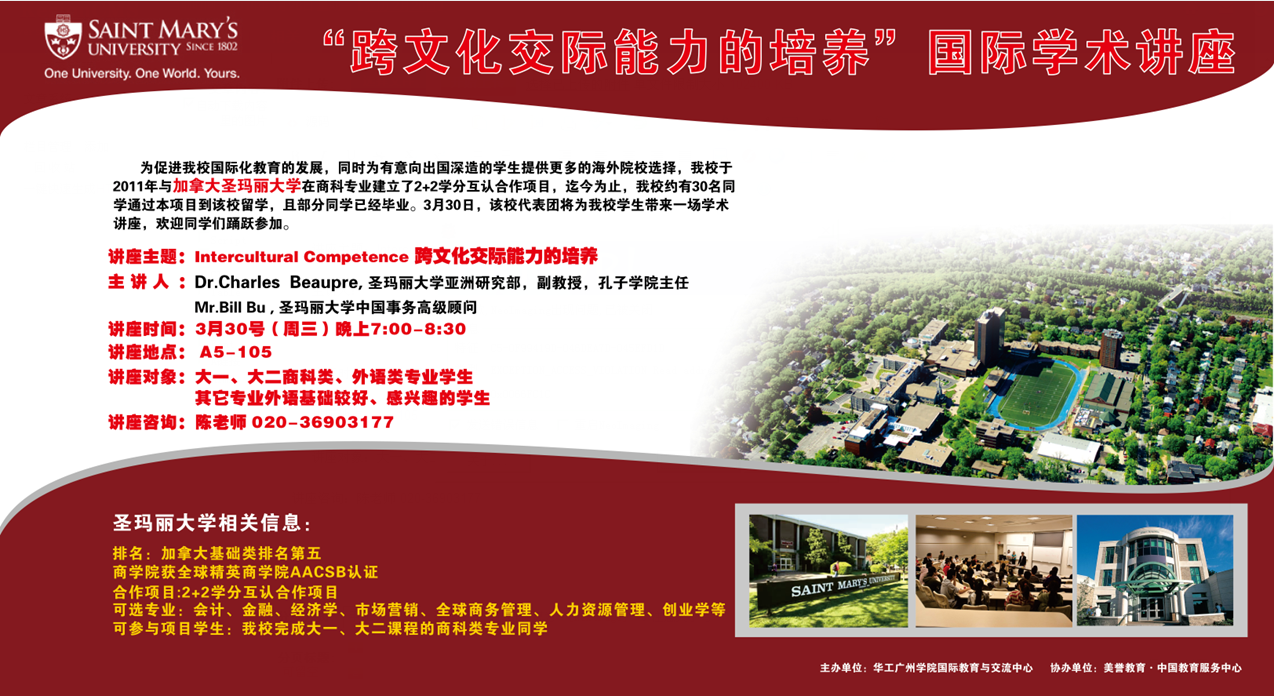 SAINT MARY'S
UNIVERSITY SINCE 1802
One University. One World. Yours.
“跨文化交际能力的培养” 国际学术讲座
为促进我校国际化教育的发展，同时为有意向出国深造的学生提供更多的海外院校选择，我校于
2011年与加拿大圣玛丽大学在商科专业建立了2+2学分互认合作项目，迄今为止，我校约有30名同
学通过本项目到该校留学，且部分同学已经毕业。3月30日，该校代表团将为我校学生带来一场学术
讲座，欢迎同学们踊跃参加。
讲座主题：Intercultural Competence 跨文化交际能力的培养
主 讲 人 ：Dr.Charles Beaupre, 圣玛丽大学亚洲研究部，副教授，孔子学院主任
Mr.Bill Bu , 圣玛丽大学中国事务高级顾问
讲座时间：3月30号（周三）晚上7:00-8:30
讲座地点： A5-105
讲座对象：大一、大二商科类、外语类专业学生
其它专业外语基础较好、感兴趣的学生
讲座咨询：陈老师 020-36903177
圣玛丽大学相关信息：
排名：加拿大基础类排名第五
商学院获全球精英商学院AACSB认证
合作项目:2+2学分互认合作项目
可选专业：会计、金融、经济学、市场营销、全球商务管理、人力资源管理、创业学等
可参与项目学生：我校完成大一、大二课程的商科类专业同学
SAINT MARY'S UNIVERSITY
主办单位：华工广州学院国际教育与交流中心 协办单位：美誉教育·中国教育服务中心